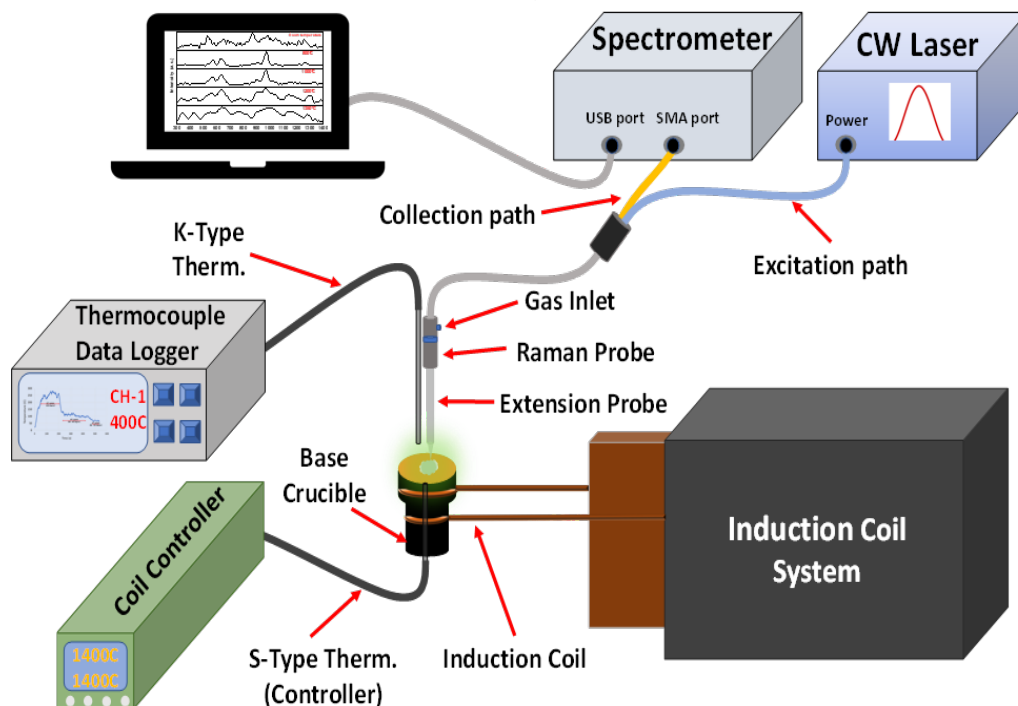 Spectrometer
CW Laser
USB port
SMA port
Power
Collection path
Excitation path
K-Type
Therm.
Gas Inlet
Thermocouple
Data Logger
Raman Probe
CH-1
400C
Extension Probe
Base
Crucible
Induction Coil
System
Coil Controller
1400C
1400C
S-Type Therm.
(Controller)
Induction Coil